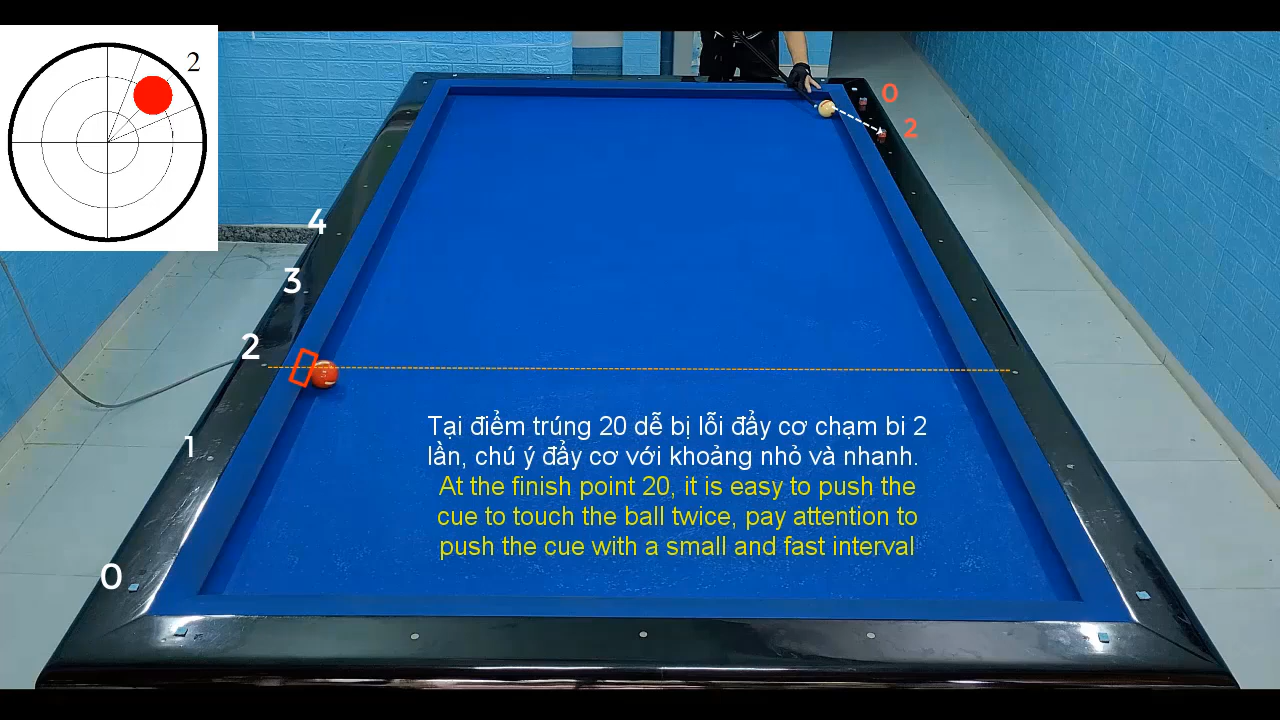 2
0
2
4
3
2
1
0
Tại điểm trúng 20 dễ bị lỗi đẩy cơ chạm bi 2
lần, chú ý đẩy cơ với khoảng nhỏ và nhanh.
At the finish point 20, it is easy to push the
cue to touch the ball twice, pay attention to
push the cue with a small and fast interval